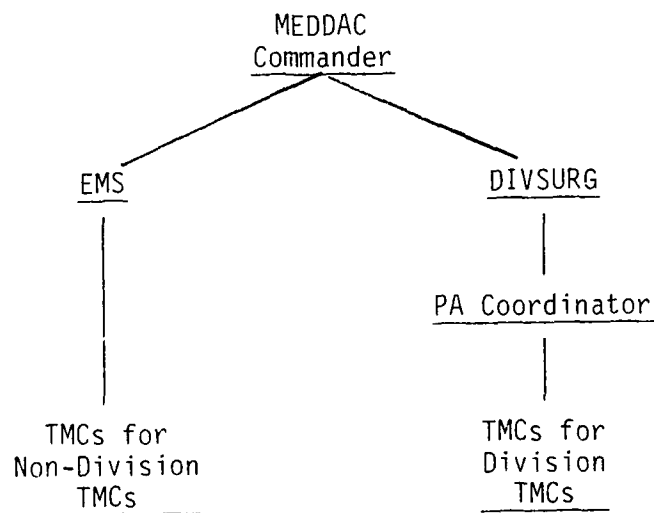 MEDDAC
Commander
EMS
DIVSURG
PA Coordinator
TMCs for
Non-Division
TMCs
TMCs for
Division
TMCs